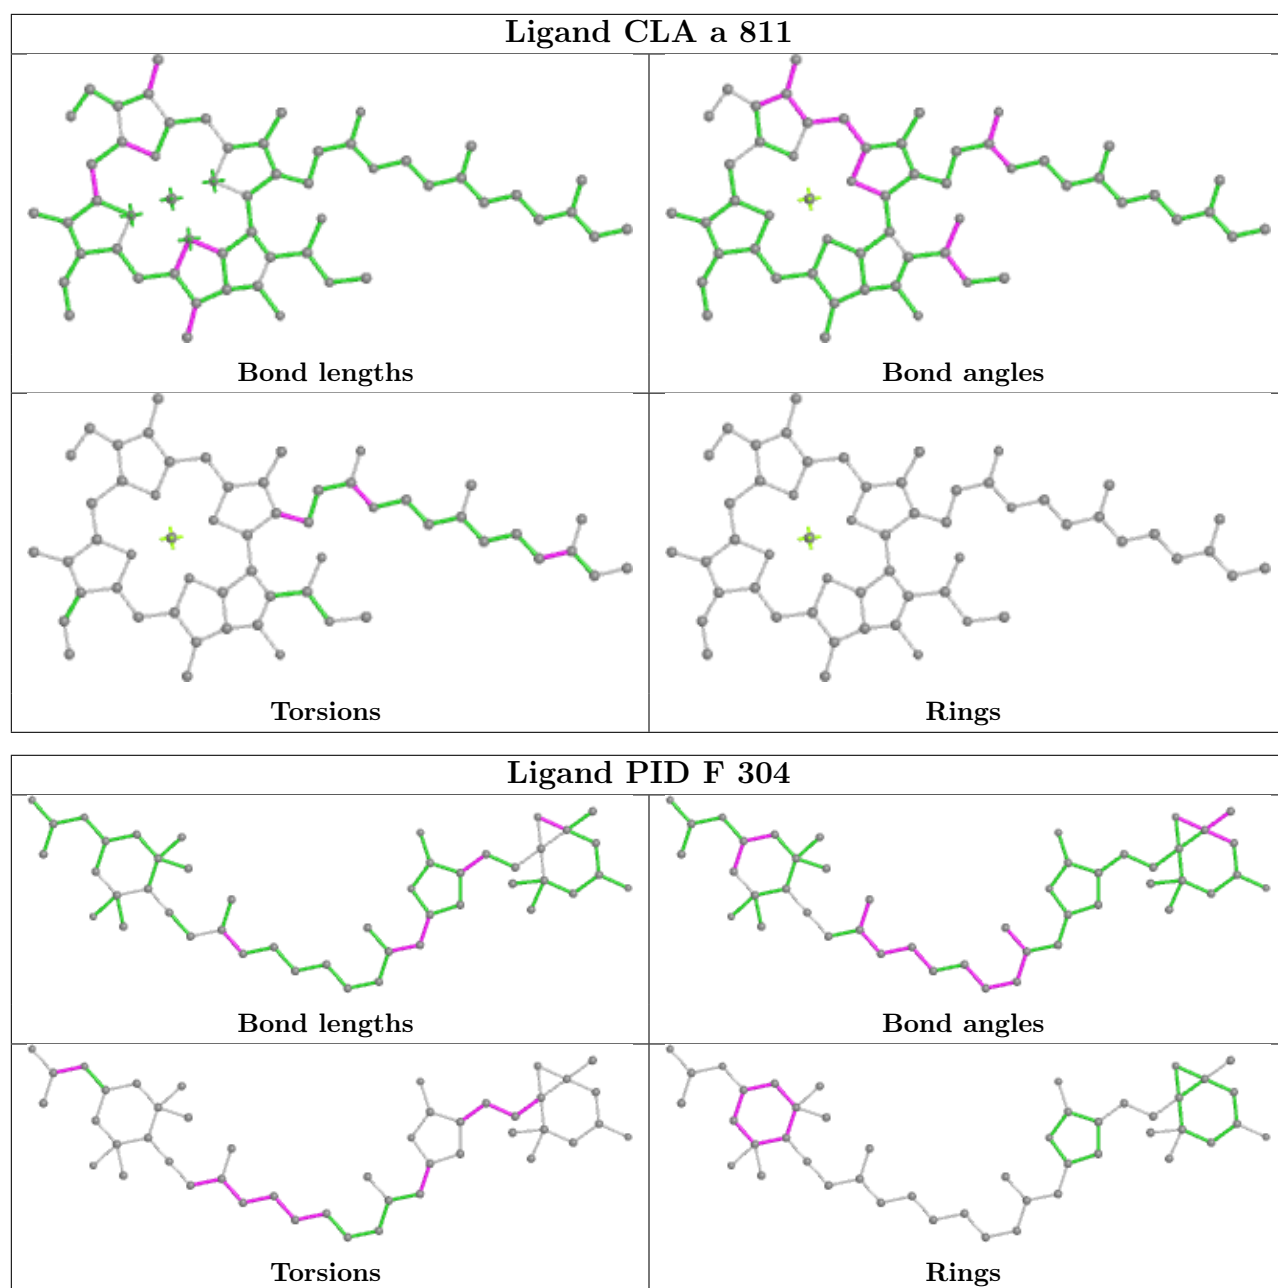 Ligand CLA a 811
Bond lengths
Bond angles
Torsions
Rings
Ligand PID F 304
Bond lengths
Bond angles
Torsions
Rings